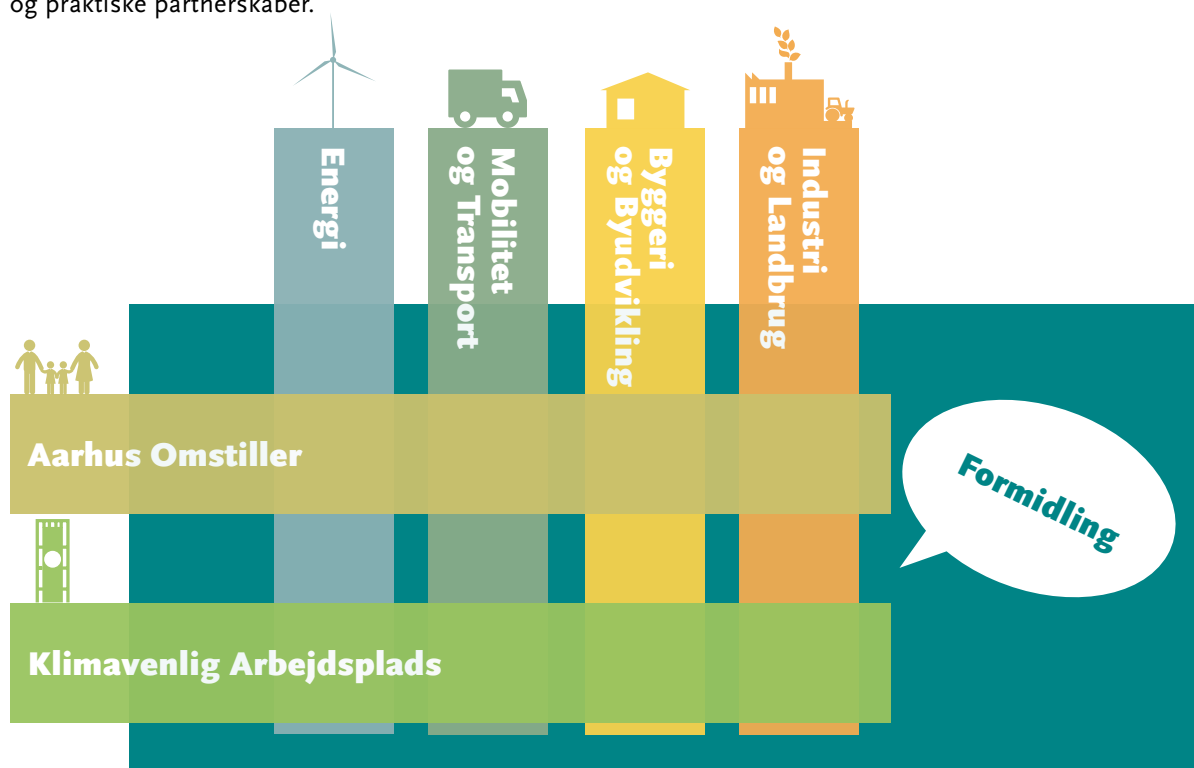 og praktiske partnerskaber.
Energi
Mobilitet
og Transport
Byggeri
og Byudvikling
Industri
og Landbrug
Aarhus Omstiller
Formidling
Klimavenlig Arbejdsplads